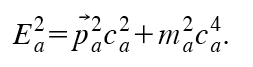 $E_a^2 = \vec{p}_a^2 c_a^2 + m_a^2 c_a^4.$